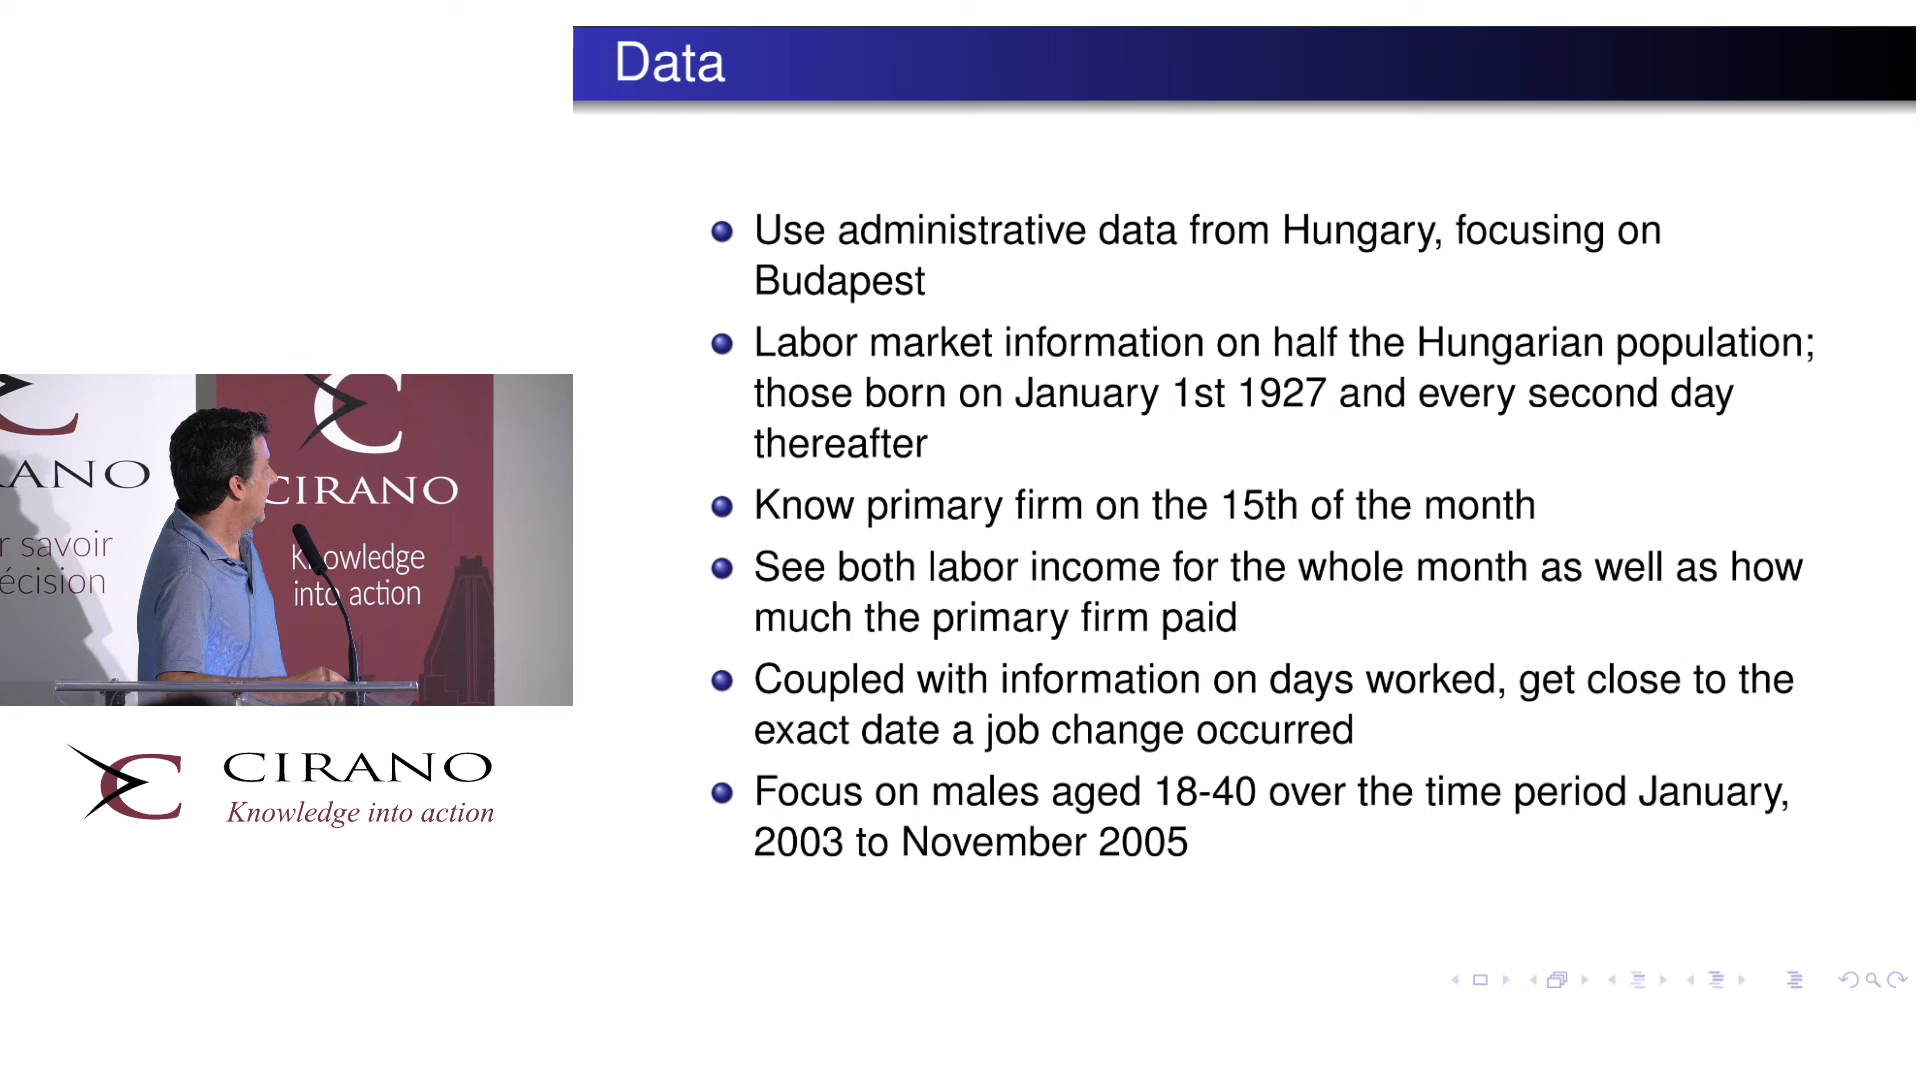 Data
Use administrative data from Hungary, focusing on
Budapest
Labor market information on half the Hungarian population;
those born on January 1st 1927 and every second day
thereafter
Know primary firm on the 15th of the month
See both labor income for the whole month as well as how
much the primary firm paid
Coupled with information on days worked, get close to the
exact date a job change occurred
Focus on males aged 18-40 over the time period January,
2003 to November 2005
ANO
r savoir
écision
CIRANO
Knowledge
into action
CIRANO
Knowledge into action